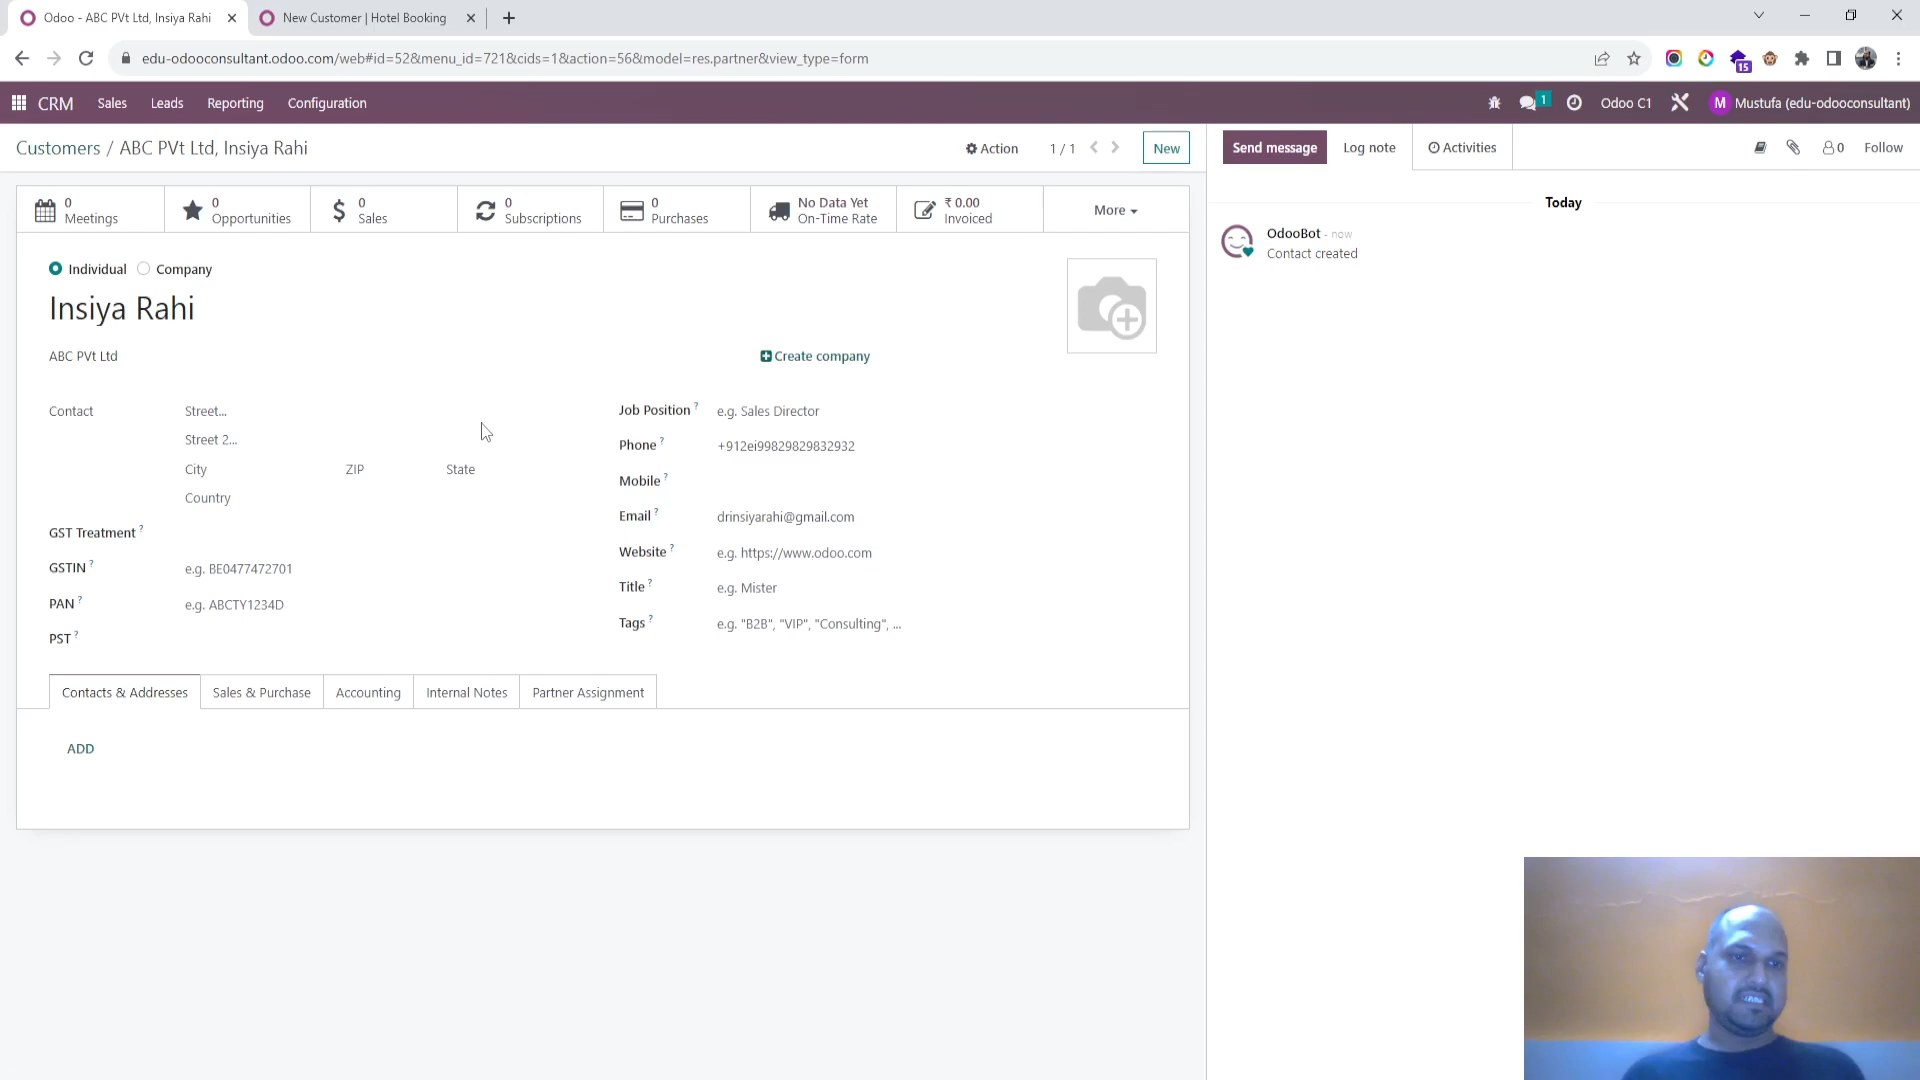 Odoo - ABC PVt Ltd, Insiya Rahi
New Customer | Hotel Booking
edu-odooconsultant.odoo.com/web#id=52&menu_id=721&cids=1&action=56&model=res.partner&view_type=form
15
CRM Sales Leads Reporting Configuration
1 Odoo C1 M Mustufa (edu-odooconsultant)
Customers / ABC PVt Ltd, Insiya Rahi
Action 1 / 1 New
Send message Log note Activities 0 Follow
0 Meetings
0 Opportunities
0 Sales
0 Subscriptions
0 Purchases
No Data Yet On-Time Rate
₹ 0.00 Invoiced
More
Individual Company
Insiya Rahi
ABC PVt Ltd
Create company
Contact
Street...
Street 2...
City ZIP State
Country
GST Treatment ?
GSTIN ? e.g. BE0477472701
PAN ? e.g. ABCTY1234D
PST ?
Job Position ? e.g. Sales Director
Phone ? +912ei99829829832932
Mobile ?
Email ? drinsiyarahi@gmail.com
Website ? e.g. https://www.odoo.com
Title ? e.g. Mister
Tags ? e.g. "B2B", "VIP", "Consulting", ...
Contacts & Addresses Sales & Purchase Accounting Internal Notes Partner Assignment
ADD
Today
OdooBot - now
Contact created